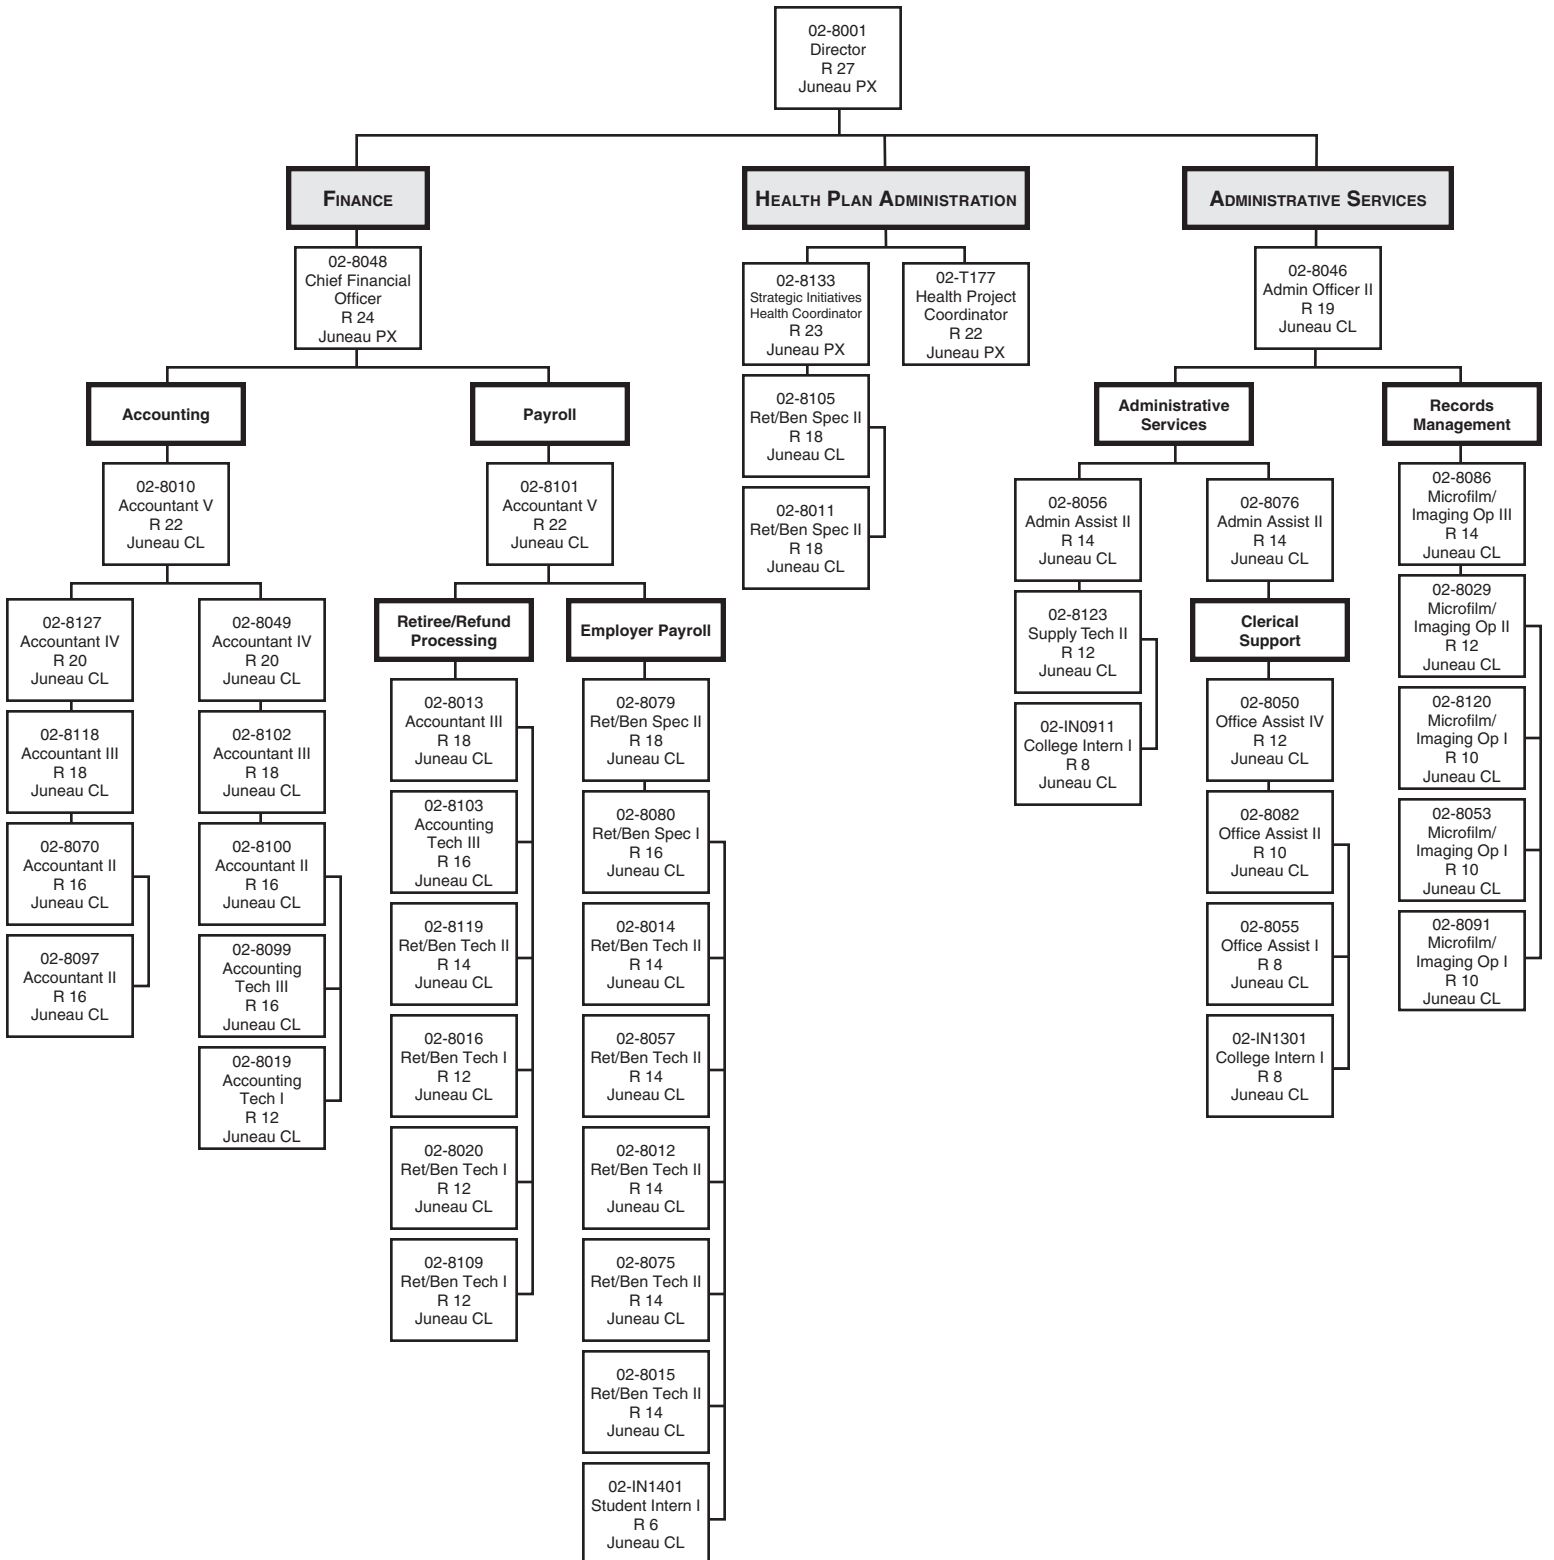 02-8001
Director
R 27
Juneau PX
FINANCE
02-8048
Chief Financial
Officer
R 24
Juneau PX
Accounting
02-8010
Accountant V
R 22
Juneau CL
02-8127
Accountant IV
R 20
Juneau CL
02-8118
Accountant III
R 18
Juneau CL
02-8070
Accountant II
R 16
Juneau CL
02-8097
Accountant II
R 16
Juneau CL
02-8049
Accountant IV
R 20
Juneau CL
02-8102
Accountant III
R 18
Juneau CL
02-8100
Accountant II
R 16
Juneau CL
02-8099
Accounting
Tech III
R 16
Juneau CL
02-8019
Accounting
Tech I
R 12
Juneau CL
Payroll
02-8101
Accountant V
R 22
Juneau CL
Retiree/Refund
Processing
02-8013
Accountant III
R 18
Juneau CL
02-8103
Accounting
Tech III
R 16
Juneau CL
02-8119
Ret/Ben Tech II
R 14
Juneau CL
02-8016
Ret/Ben Tech I
R 12
Juneau CL
02-8020
Ret/Ben Tech I
R 12
Juneau CL
02-8109
Ret/Ben Tech I
R 12
Juneau CL
Employer Payroll
02-8079
Ret/Ben Spec II
R 18
Juneau CL
02-8080
Ret/Ben Spec I
R 16
Juneau CL
02-8014
Ret/Ben Tech II
R 14
Juneau CL
02-8057
Ret/Ben Tech II
R 14
Juneau CL
02-8012
Ret/Ben Tech II
R 14
Juneau CL
02-8075
Ret/Ben Tech II
R 14
Juneau CL
02-8015
Ret/Ben Tech II
R 14
Juneau CL
02-IN1401
Student Intern I
R 6
Juneau CL
HEALTH PLAN ADMINISTRATION
02-8133
Strategic Initiatives
Health Coordinator
R 23
Juneau PX
02-8105
Ret/Ben Spec II
R 18
Juneau CL
02-8011
Ret/Ben Spec II
R 18
Juneau CL
02-T177
Health Project
Coordinator
R 22
Juneau PX
ADMINISTRATIVE SERVICES
02-8046
Admin Officer II
R 19
Juneau CL
Administrative
Services
02-8056
Admin Assist II
R 14
Juneau CL
02-8123
Supply Tech II
R 12
Juneau CL
02-IN0911
College Intern I
R 8
Juneau CL
02-8076
Admin Assist II
R 14
Juneau CL
Clerical
Support
02-8050
Office Assist IV
R 12
Juneau CL
02-8082
Office Assist II
R 10
Juneau CL
02-8055
Office Assist I
R 8
Juneau CL
02-IN1301
College Intern I
R 8
Juneau CL
Records
Management
02-8086
Microfilm/
Imaging Op III
R 14
Juneau CL
02-8029
Microfilm/
Imaging Op II
R 12
Juneau CL
02-8120
Microfilm/
Imaging Op I
R 10
Juneau CL
02-8053
Microfilm/
Imaging Op I
R 10
Juneau CL
02-8091
Microfilm/
Imaging Op I
R 10
Juneau CL